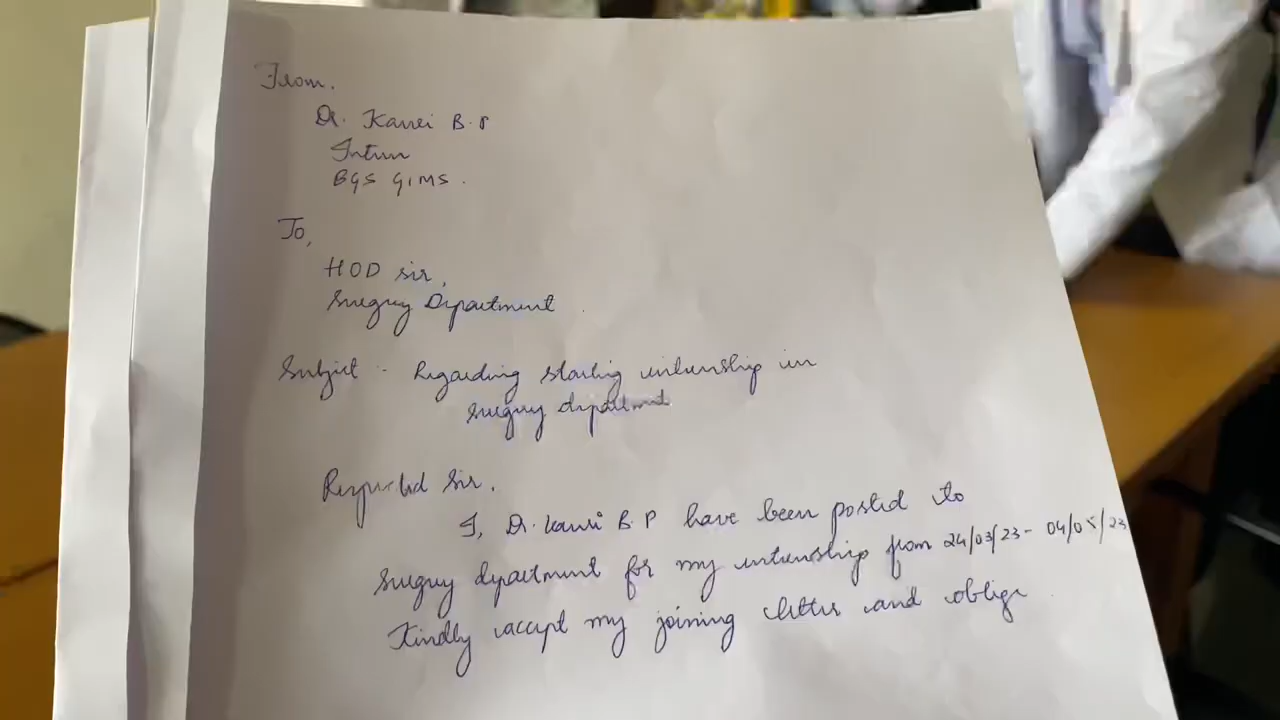 From,
Dr. Kaveri B.P
Intern
BGS GIMS.
To,
HOD sir,
Surgery Department.
Subject :- Regarding starting internship in
surgery department
Respected Sir,
I, Dr. Kaveri B.P have been posted to
surgery department for my internship from 24/03/23 - 04/05/23
Kindly accept my joining letter and oblige.